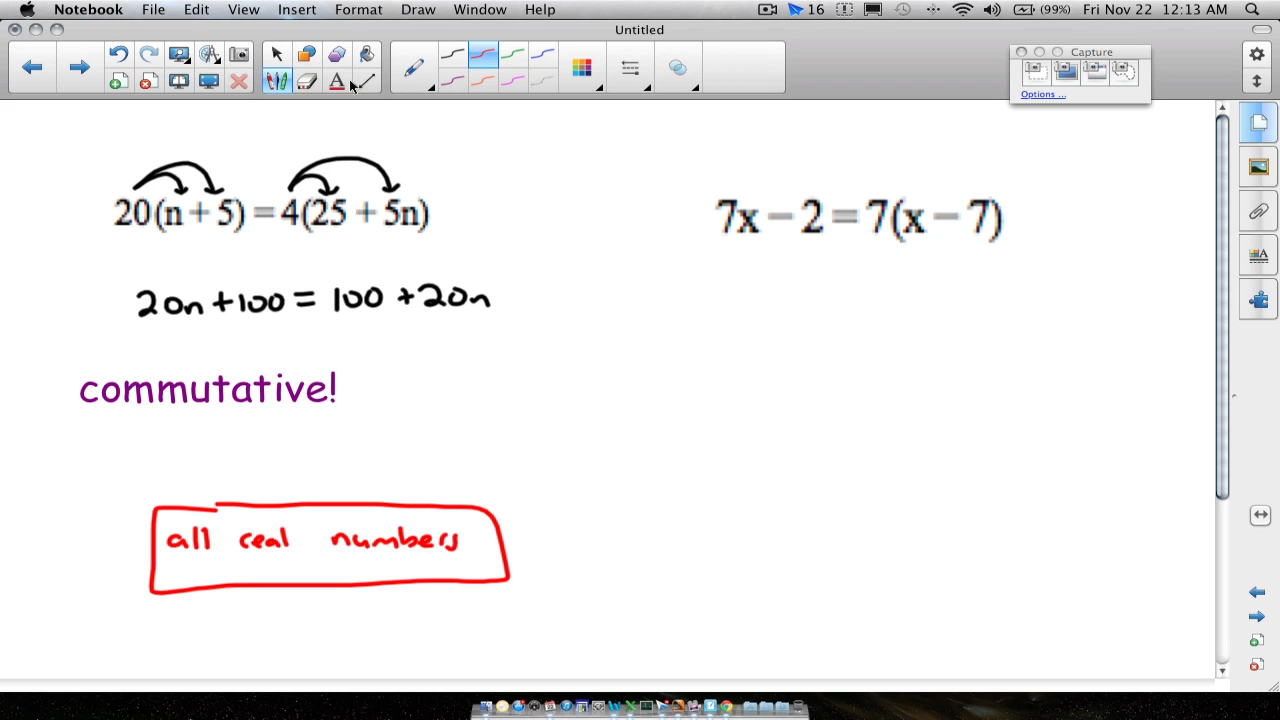 Notebook File Edit View Insert Format Draw Window Help 16 (99%) Fri Nov 22 12:13 AM
Untitled
Capture
Options ...
20(n + 5) = 4(25 + 5n)
7x − 2 = 7(x − 7)
20n + 100 = 100 + 20n
commutative!
all real numbers